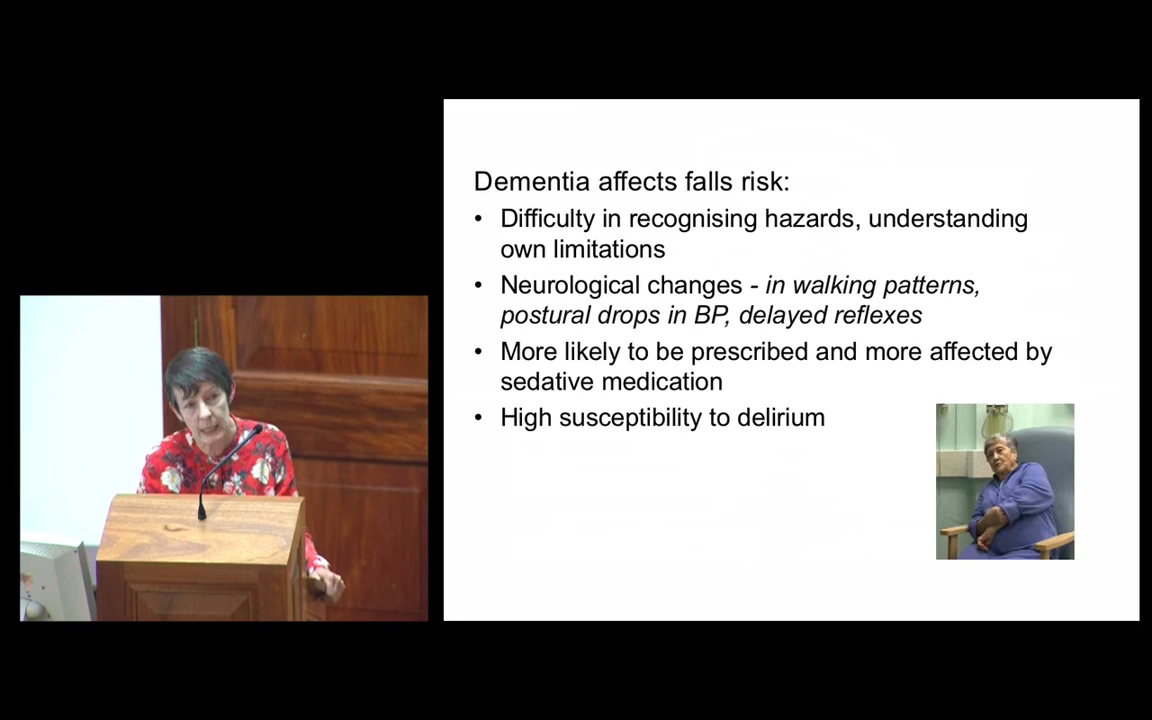 Dementia affects falls risk:
• Difficulty in recognising hazards, understanding
own limitations
• Neurological changes - in walking patterns,
postural drops in BP, delayed reflexes
• More likely to be prescribed and more affected by
sedative medication
• High susceptibility to delirium